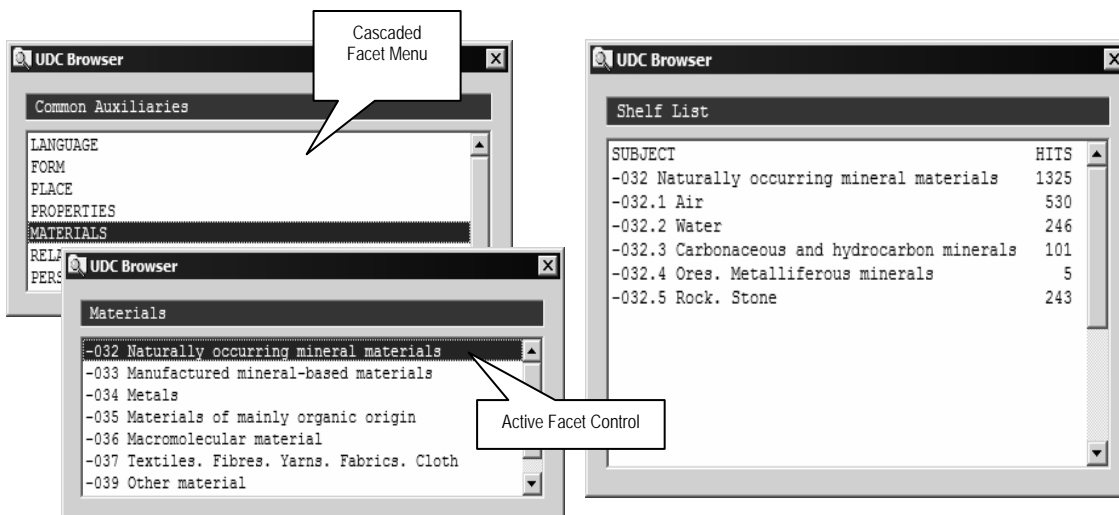 Cascaded
Facet Menu
UDC Browser
Common Auxiliaries
LANGUAGE
FORM
PLACE
PROPERTIES
MATERIALS
RELA
PERS
UDC Browser
Materials
-032 Naturally occurring mineral materials
-033 Manufactured mineral-based materials
-034 Metals
-035 Materials of mainly organic origin
-036 Macromolecular material
-037 Textiles. Fibres. Yarns. Fabrics. Cloth
-039 Other material
Active Facet Control
UDC Browser
Shelf List
SUBJECT HITS
-032 Naturally occurring mineral materials 1325
-032.1 Air 530
-032.2 Water 246
-032.3 Carbonaceous and hydrocarbon minerals 101
-032.4 Ores. Metalliferous minerals 5
-032.5 Rock. Stone 243